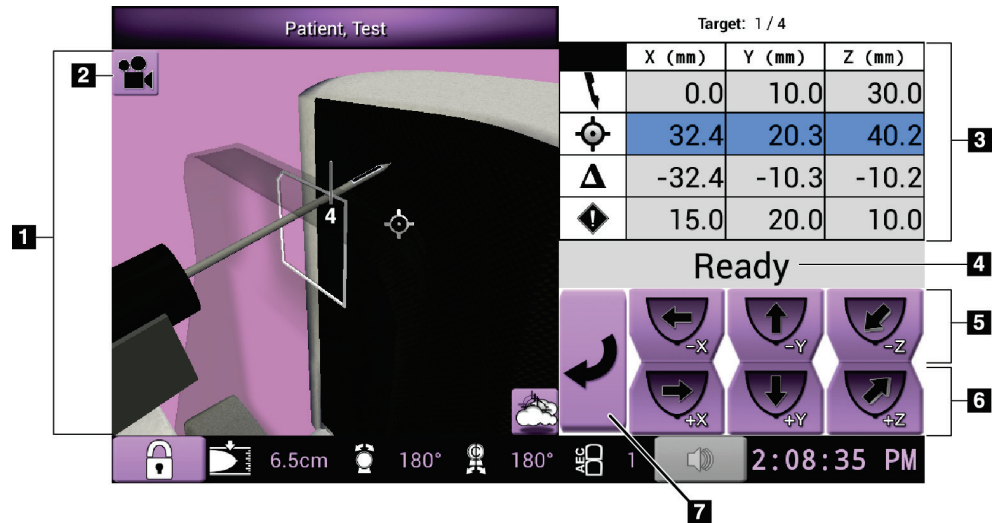 Patient, Test
Target: 1 / 4
X (mm) Y (mm) Z (mm)
0.0 10.0 30.0
32.4 20.3 40.2
Δ -32.4 -10.3 -10.2
! 15.0 20.0 10.0
Ready
-X -Y -Z
+X +Y +Z
4
6.5cm 180° C 180° AEC 1 2:08:35 PM
1
2
3
4
5
6
7